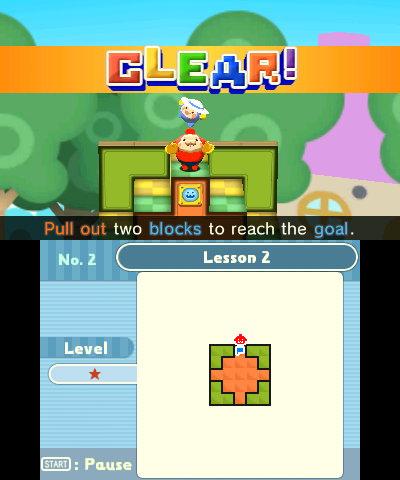 CLEAR!
Pull out two blocks to reach the goal.
No. 2
Lesson 2
Level
START : Pause